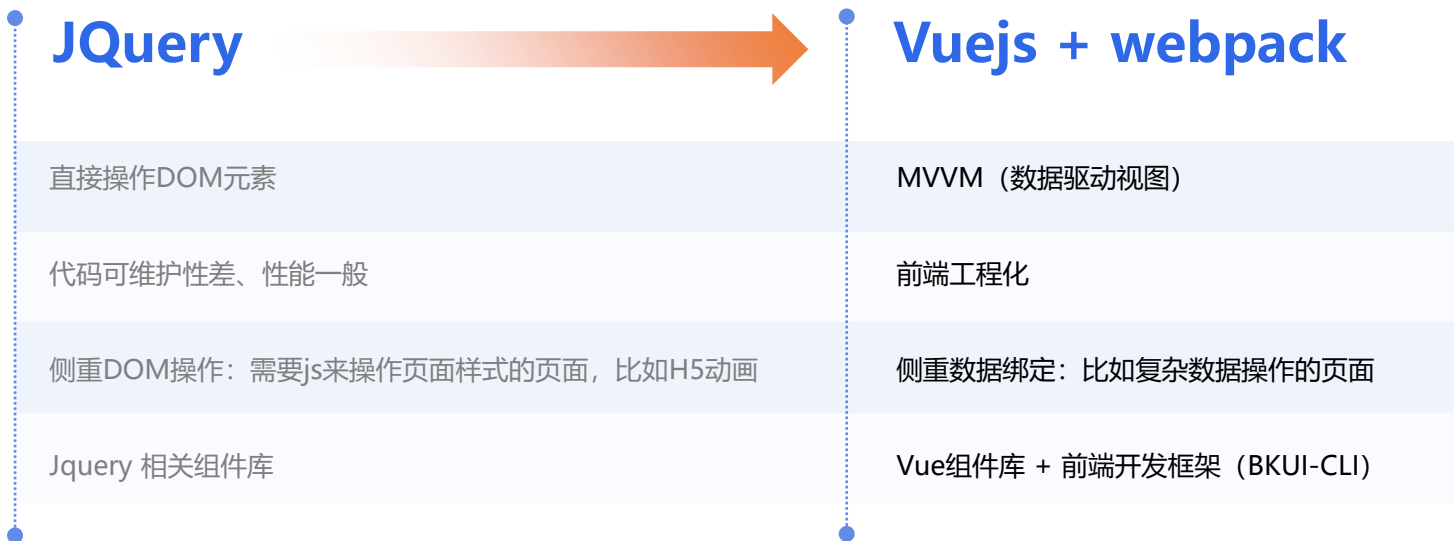 JQuery
Vuejs + webpack
直接操作DOM元素
MVVM（数据驱动视图）
代码可维护性差、性能一般
前端工程化
侧重DOM操作：需要js来操作页面样式的页面，比如H5动画
侧重数据绑定：比如复杂数据操作的页面
Jquery 相关组件库
Vue组件库 + 前端开发框架（BKUI-CLI）